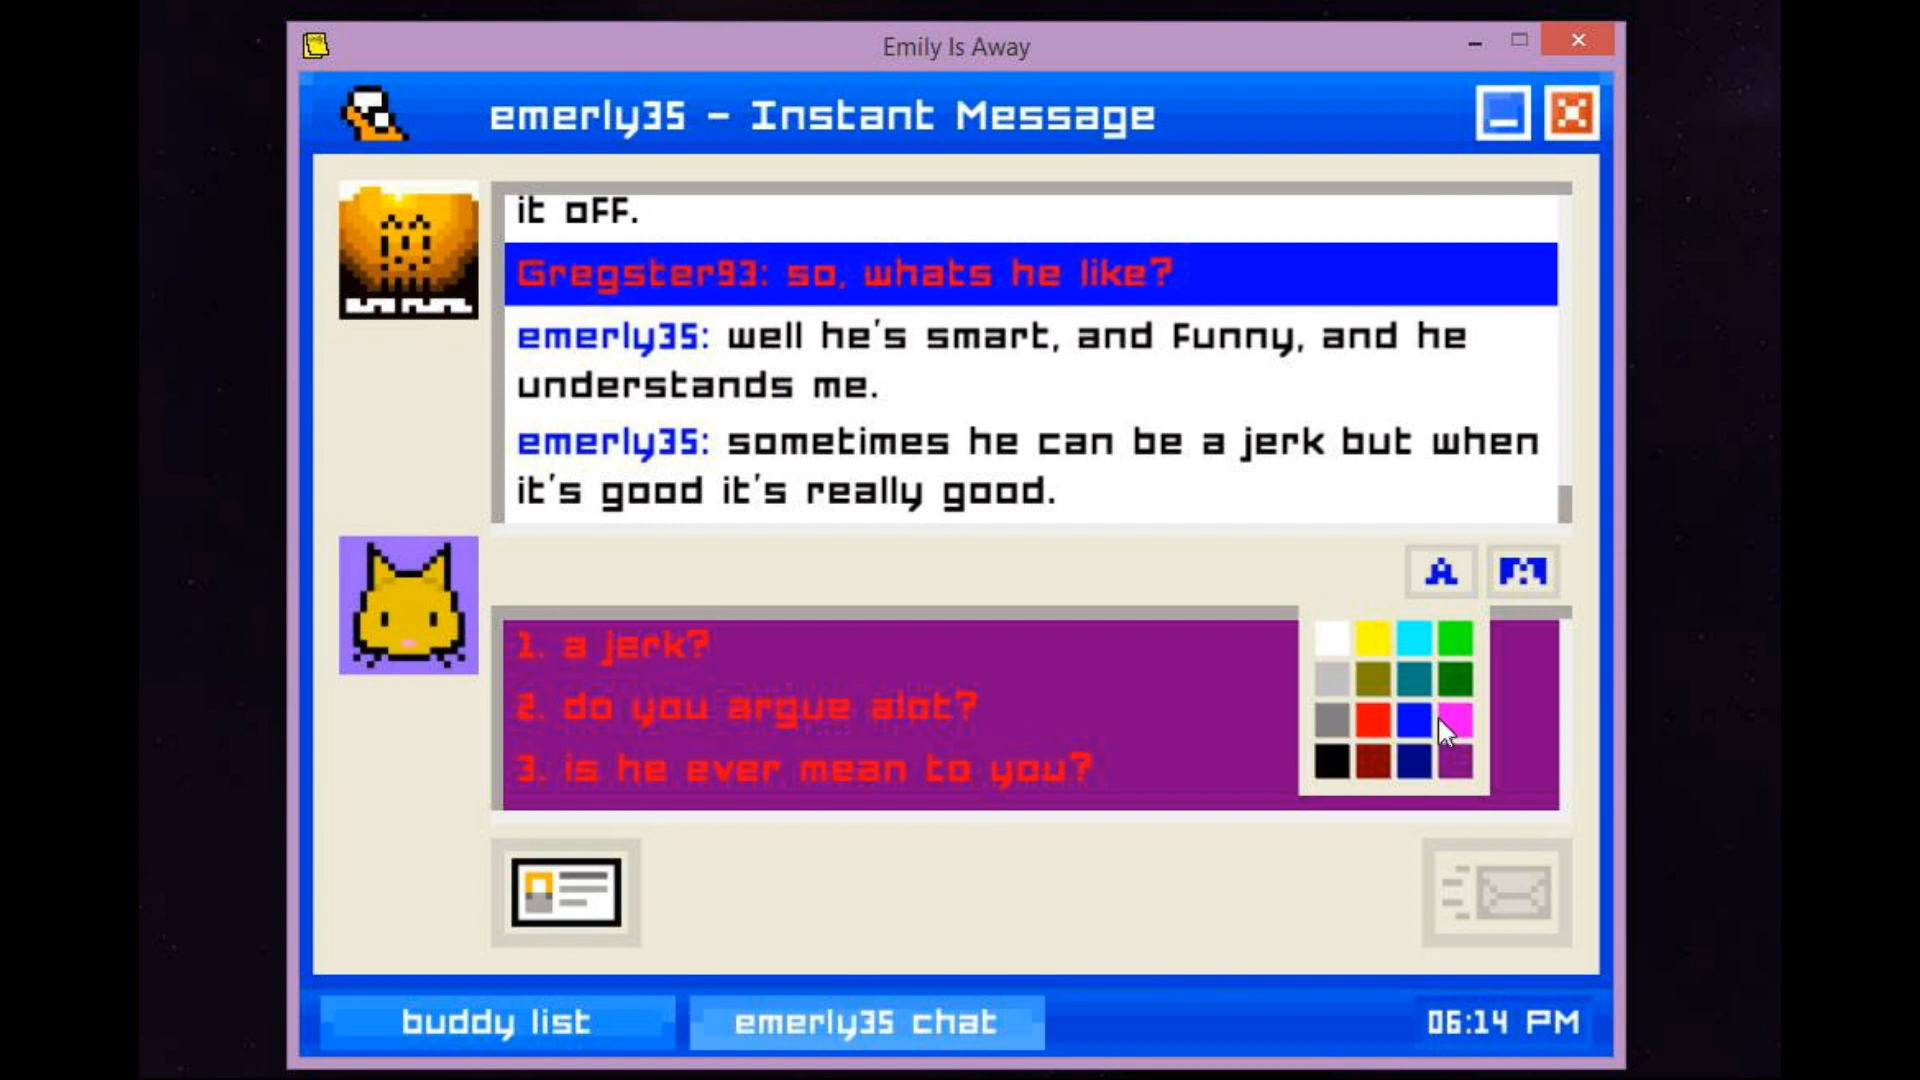 Emily Is Away
emerly35 - Instant Message
it off.
Gregster93: so, whats he like?
emerly35: well he's smart, and funny, and he
understands me.
emerly35: sometimes he can be a jerk but when
it's good it's really good.
A
1. a jerk?
2. do you argue alot?
3. is he ever mean to you?
buddy list
emerly35 chat
06:14 PM